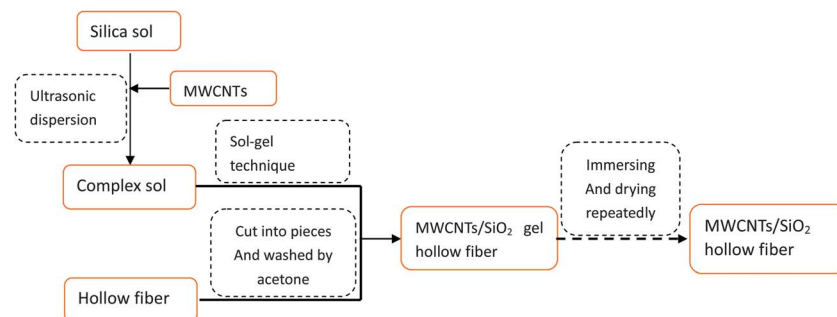 Silica sol
Ultrasonic
dispersion
MWCNTs
Complex sol
Sol-gel
technique
Cut into pieces
And washed by
acetone
Hollow fiber
MWCNTs/SiO₂ gel
hollow fiber
Immersing
And drying
repeatedly
MWCNTs/SiO₂
hollow fiber